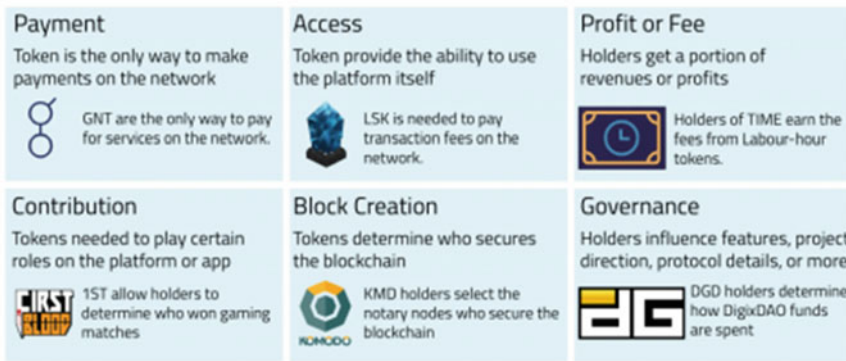 Payment
Token is the only way to make
payments on the network
GNT are the only way to pay
for services on the network.
Access
Token provide the ability to use
the platform itself
LSK is needed to pay
transaction fees on the
network.
Profit or Fee
Holders get a portion of
revenues or profits
Holders of TIME earn the
fees from Labour-hour
tokens.
Contribution
Tokens needed to play certain
roles on the platform or app
FIRST
BLOOD
1ST allow holders to
determine who won gaming
matches
Block Creation
Tokens determine who secures
the blockchain
KOMODO
KMD holders select the
notary nodes who secure the
blockchain
Governance
Holders influence features, project
direction, protocol details, or more
DG
DGD holders determine
how DigixDAO funds
are spent